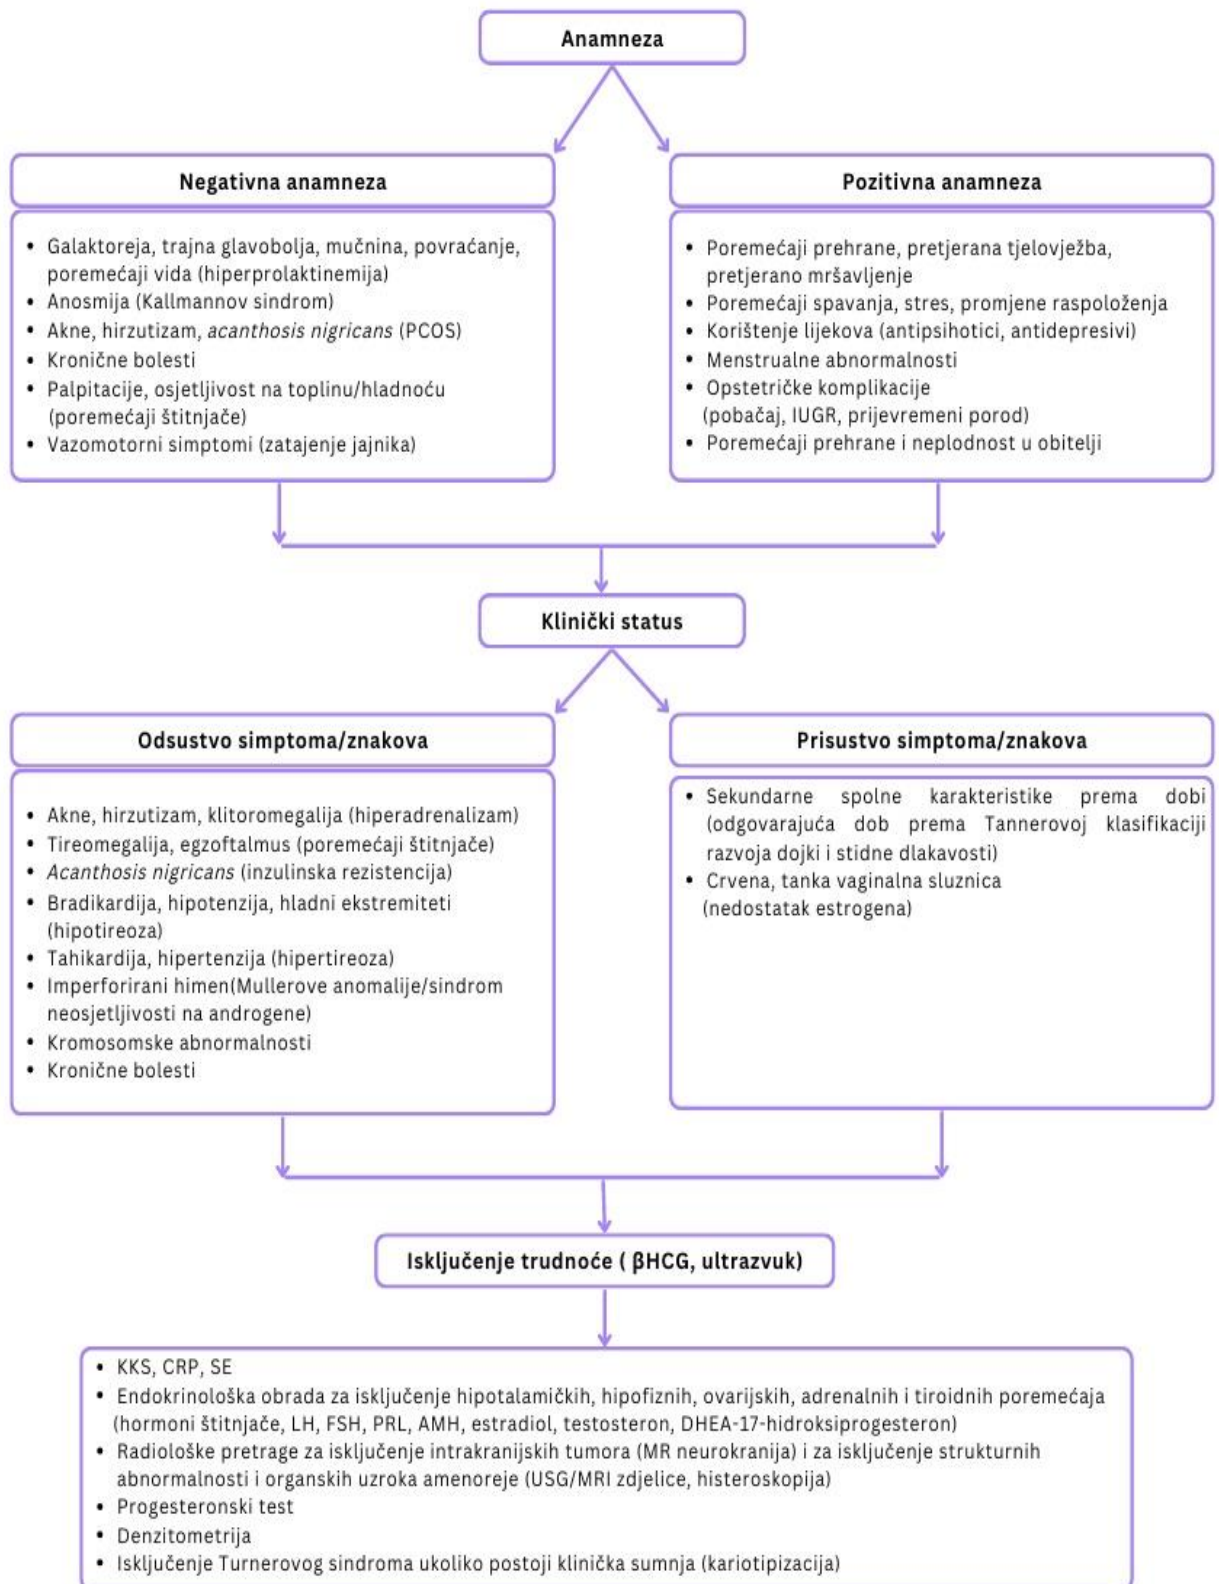 Anamneza
Negativna anamneza
• Galaktoreja, trajna glavobolja, mučnina, povraćanje,
poremećaji vida (hiperprolaktinemija)
• Anosmija (Kallmannov sindrom)
• Akne, hirzutizam, acanthosis nigricans (PCOS)
• Kronične bolesti
• Palpitacije, osjetljivost na toplinu/hladnoću
(poremećaji štitnjače)
• Vazomotorni simptomi (zatajenje jajnika)
Pozitivna anamneza
• Poremećaji prehrane, pretjerana tjelovježba,
pretjerano mršavljenje
• Poremećaji spavanja, stres, promjene raspoloženja
• Korištenje lijekova (antipsihotici, antidepresivi)
• Menstrualne abnormalnosti
• Opstetričke komplikacije
(pobačaj, IUGR, prijevremeni porod)
• Poremećaji prehrane i neplodnost u obitelji
Klinički status
Odsustvo simptoma/znakova
• Akne, hirzutizam, klitoromegalija (hiperadrenalizam)
• Tireomegalija, egzoftalmus (poremećaji štitnjače)
• Acanthosis nigricans (inzulinska rezistencija)
• Bradikardija, hipotenzija, hladni ekstremiteti
(hipotireoza)
• Tahikardija, hipertenzija (hipertireoza)
• Imperforirani himen(Mullerove anomalije/sindrom
neosjetljivosti na androgene)
• Kromosomske abnormalnosti
• Kronične bolesti
Prisustvo simptoma/znakova
• Sekundarne spolne karakteristike prema dobi
(odgovarajuća dob prema Tannerovoj klasifikaciji
razvoja dojki i stidne dlakavosti)
• Crvena, tanka vaginalna sluznica
(nedostatak estrogena)
Isključenje trudnoće ( βHCG, ultrazvuk)
• KKS, CRP, SE
• Endokrinološka obrada za isključenje hipotalamičkih, hipofiznih, ovarijskih, adrenalnih i tiroidnih poremećaja
(hormoni štitnjače, LH, FSH, PRL, AMH, estradiol, testosteron, DHEA-17-hidroksiprogesteron)
• Radiološke pretrage za isključenje intrakranijskih tumora (MR neurokranija) i za isključenje strukturnih
abnormalnosti i organskih uzroka amenoreje (USG/MRI zdjelice, histeroskopija)
• Progesteronski test
• Denzitometrija
• Isključenje Turnerovog sindroma ukoliko postoji klinička sumnja (kariotipizacija)